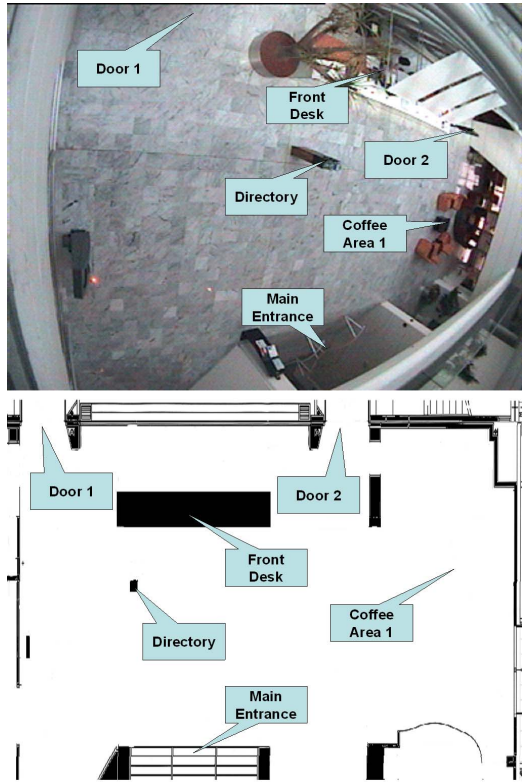 Door 1
Front
Desk
Door 2
Directory
Coffee
Area 1
Main
Entrance
Door 1
Door 2
Front
Desk
Directory
Coffee
Area 1
Main
Entrance